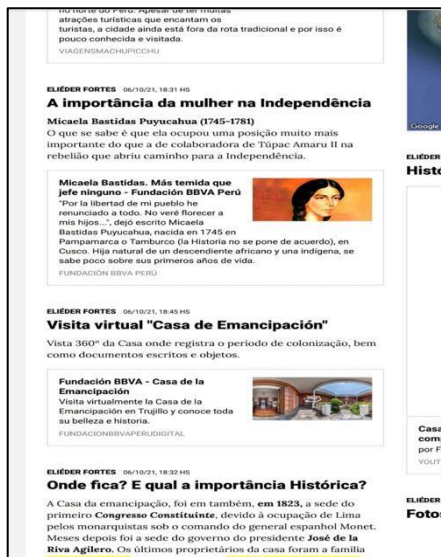 no norte do Peru. Apesar de ter muitas
atrações turísticas que encantam os
turistas, a cidade ainda está fora da rota tradicional e por isso é
pouco conhecida e visitada.
VIAGENSMACHUPICCHU
ELIÉDER FORTES 06/10/21, 18:31 HS
A importância da mulher na Independência
Micaela Bastidas Puyucahua (1745-1781)
O que se sabe é que ela ocupou uma posição muito mais
importante do que a de colaboradora de Túpac Amaru II na
rebelião que abriu caminho para a Independência.
Micaela Bastidas. Más temida que
jefe ninguno - Fundación BBVA Perú
"Por la libertad de mi pueblo he
renunciado a todo. No veré florecer a
mis hijos...", dejó escrito Micaela
Bastidas Puyucahua, nacida en 1745 en
Pampamarca o Tamburco (la Historia no se pone de acuerdo), en
Cusco. Hija natural de un descendiente africano y una indígena, se
sabe poco sobre sus primeros años de vida.
FUNDACIÓN BBVA PERÚ
ELIÉDER FORTES 06/10/21, 18:45 HS
Visita virtual "Casa de Emancipación"
Vista 360° da Casa onde registra o periodo de colonização, bem
como documentos escritos e objetos.
Fundación BBVA - Casa de la
Emancipación
Visita virtualmente la Casa de la
Emancipación en Trujillo y conoce toda
su belleza e historia.
FUNDACIONBBVAPERUDIGITAL
ELIÉDER FORTES 06/10/21, 18:32 HS
Onde fica? E qual a importância Histórica?
A Casa da emancipação, foi em também, em 1823, a sede do
primeiro Congresso Constituinte, devido à ocupação de Lima
pelos monarquistas sob o comando do general espanhol Monet.
Meses depois foi a sede do governo do presidente José de la
Riva Agüero. Os últimos proprietários da casa foram a família
Google
ELIÉDER
Histó
Casa
com
por F
YOUT
ELIÉDER
Fotos